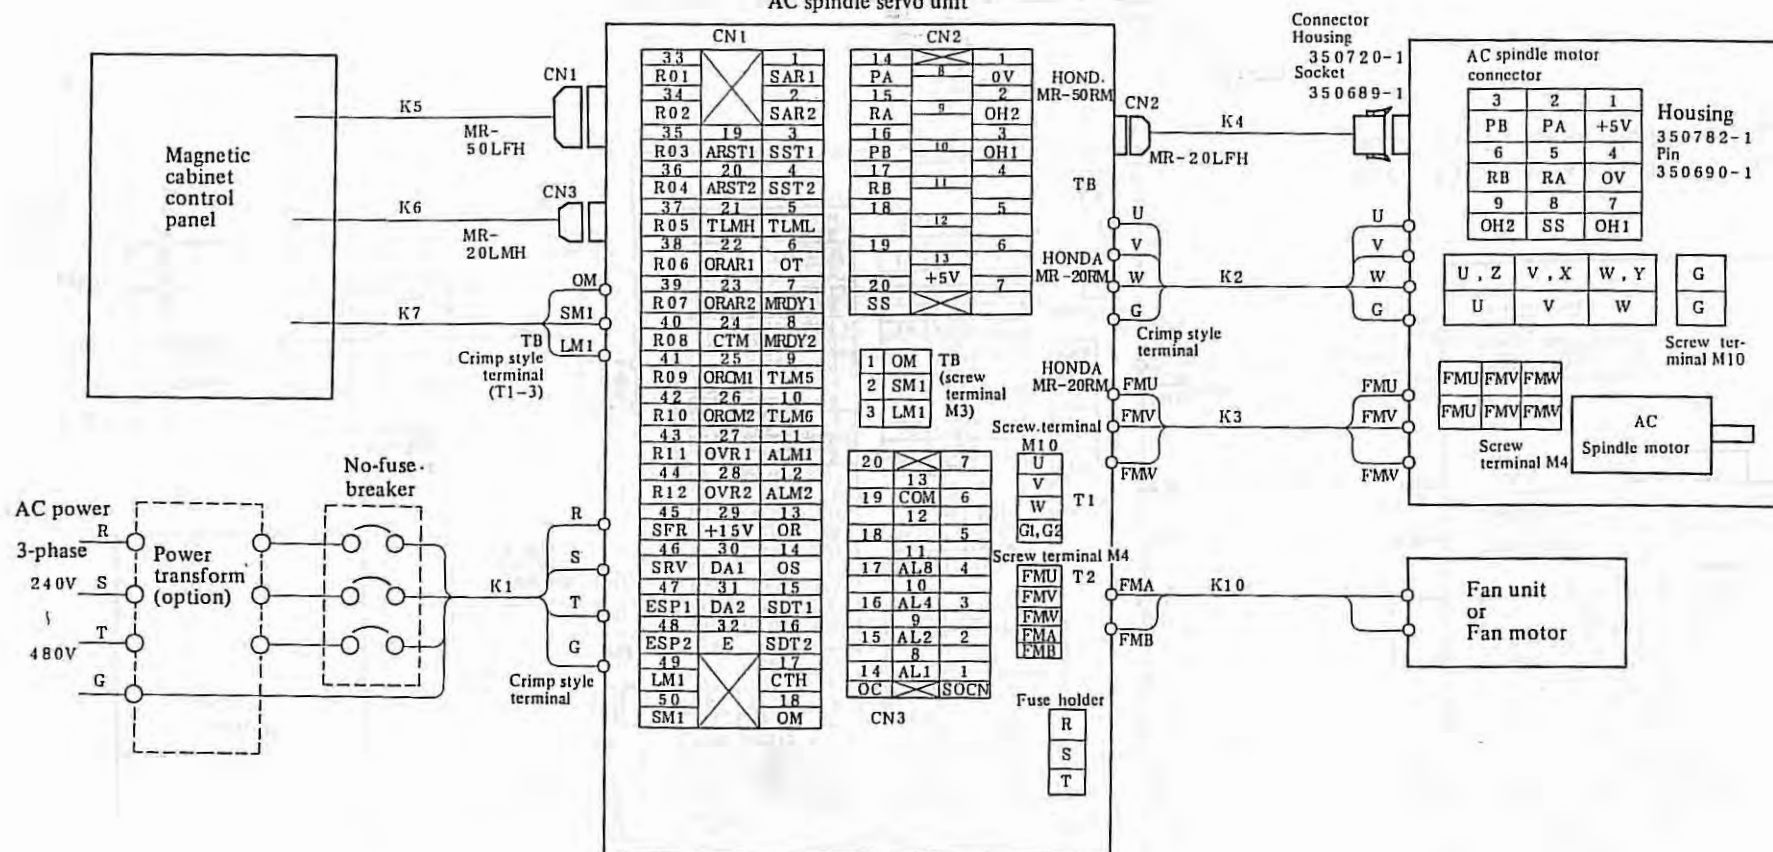 AC spindle servo unit
Magnetic
cabinet
control
panel
K5
CN1
MR-
50LFH
K6
CN3
MR-
20LMH
K7
OM
SM1
LM1
TB
Crimp style
terminal
(T1-3)
AC power
3-phase
240V
480V
R
S
T
G
Power
transform
(option)
No-fuse
breaker
K1
R
S
T
G
Crimp style
terminal
CN1
33 1
R01 SAR1
34 2
R02 SAR2
35 19 3
R03 ARST1 SST1
36 20 4
R04 ARST2 SST2
37 21 5
R05 TLMH TLML
38 22 6
R06 ORAR1 OT
39 23 7
R07 ORAR2 MRDY1
40 24 8
R08 CTM MRDY2
41 25 9
R09 ORCM1 TLM5
42 26 10
R10 ORCM2 TLM6
43 27 11
R11 OVR1 ALM1
44 28 12
R12 OVR2 ALM2
45 29 13
SFR +15V OR
46 30 14
SRV DA1 OS
47 31 15
ESP1 DA2 SDT1
48 32 16
ESP2 E SDT2
49 17
LM1 CTH
50 18
SM1 OM
CN2
14 1
PA 8 0V
15 2
RA 9 OH2
16 3
PB 10 OH1
17 4
RB 11
18 5
12
19 6
13
+5V
20 7
SS
HOND.
MR-50RM
TB
HONDA
MR-20RM
1 OM
2 SM1
3 LM1
TB
(screw
terminal
M3)
HONDA
MR-20RM
Screw.terminal
M10
U
V
W
G1, G2
T1
Screw terminal M4
FMU
FMV
FMW
FMA
FMB
T2
20 7
13
19 COM 6
12
18 5
11
17 AL8 4
10
16 AL4 3
9
15 AL2 2
8
14 AL1 1
OC SOCN
CN3
Fuse holder
R
S
T
CN2
MR-20LFH
K4
Connector
Housing
350720-1
Socket
350689-1
U
V
W
G
Crimp style
terminal
K2
U
V
W
G
FMU
FMV
FMW
K3
FMU
FMV
FMW
FMA
FMB
K10
AC spindle motor
connector
3 2 1
PB PA +5V
6 5 4
RB RA OV
9 8 7
OH2 SS OH1
Housing
350782-1
Pin
350690-1
U, Z V, X W, Y
U V W
G
G
Screw ter-
minal M10
FMU FMV FMW
FMU FMV FMW
Screw
terminal M4
AC
Spindle motor
Fan unit
or
Fan motor